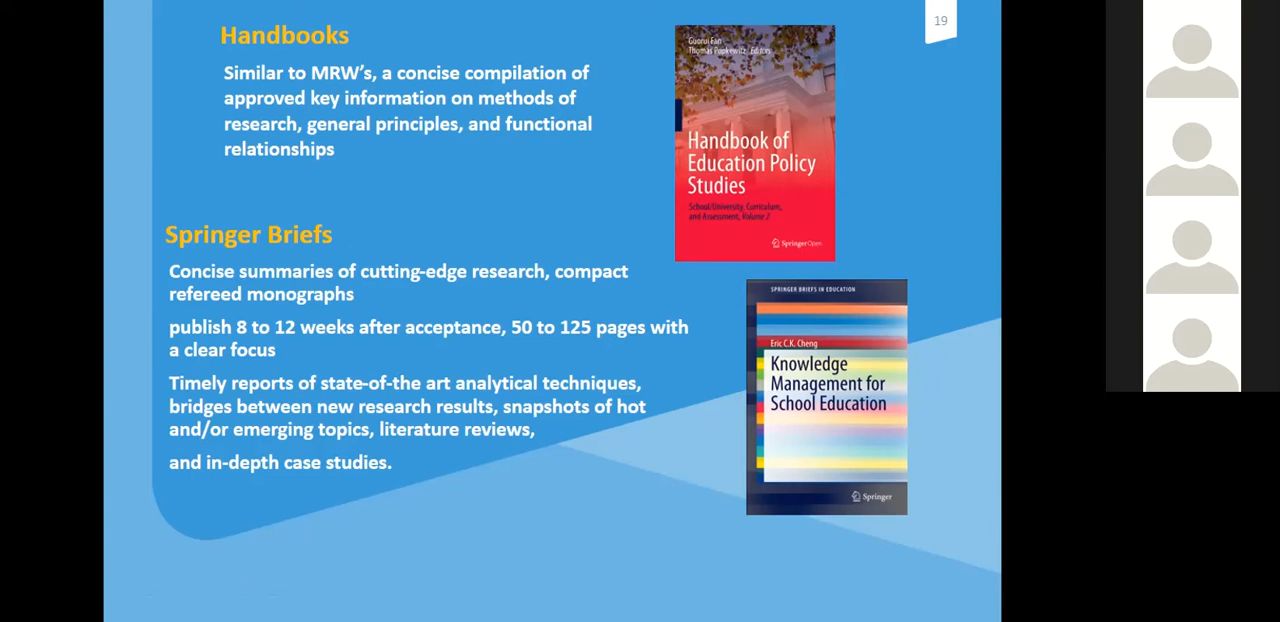 19
Handbooks
Similar to MRW's, a concise compilation of
approved key information on methods of
research, general principles, and functional
relationships
Guorui Fan
Thomas Popkewitz Editors
Handbook of
Education Policy
Studies
School/University, Curriculum,
and Assessment, Volume 2
Springer Open
Springer Briefs
Concise summaries of cutting-edge research, compact
refereed monographs
publish 8 to 12 weeks after acceptance, 50 to 125 pages with
a clear focus
Timely reports of state-of-the art analytical techniques,
bridges between new research results, snapshots of hot
and/or emerging topics, literature reviews,
and in-depth case studies.
SPRINGER BRIEFS IN EDUCATION
Eric C.K. Cheng
Knowledge
Management for
School Education
Springer